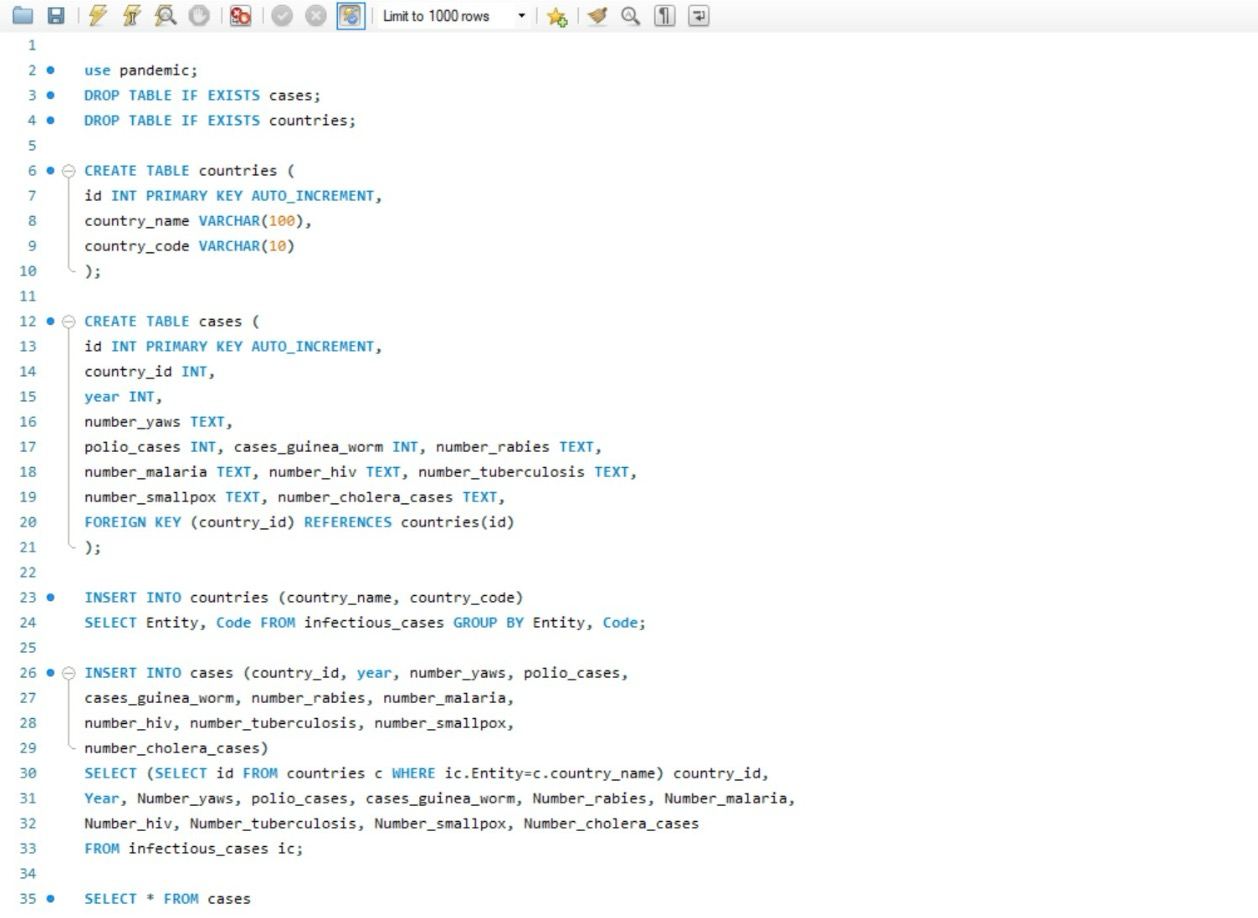 Limit to 1000 rows
1
2 use pandemic;
3 DROP TABLE IF EXISTS cases;
4 DROP TABLE IF EXISTS countries;
5
6 CREATE TABLE countries (
7 id INT PRIMARY KEY AUTO_INCREMENT,
8 country_name VARCHAR(100),
9 country_code VARCHAR(10)
10 );
11
12 CREATE TABLE cases (
13 id INT PRIMARY KEY AUTO_INCREMENT,
14 country_id INT,
15 year INT,
16 number_yaws TEXT,
17 polio_cases INT, cases_guinea_worm INT, number_rabies TEXT,
18 number_malaria TEXT, number_hiv TEXT, number_tuberculosis TEXT,
19 number_smallpox TEXT, number_cholera_cases TEXT,
20 FOREIGN KEY (country_id) REFERENCES countries(id)
21 );
22
23 INSERT INTO countries (country_name, country_code)
24 SELECT Entity, Code FROM infectious_cases GROUP BY Entity, Code;
25
26 INSERT INTO cases (country_id, year, number_yaws, polio_cases,
27 cases_guinea_worm, number_rabies, number_malaria,
28 number_hiv, number_tuberculosis, number_smallpox,
29 number_cholera_cases)
30 SELECT (SELECT id FROM countries c WHERE ic.Entity=c.country_name) country_id,
31 Year, Number_yaws, polio_cases, cases_guinea_worm, Number_rabies, Number_malaria,
32 Number_hiv, Number_tuberculosis, Number_smallpox, Number_cholera_cases
33 FROM infectious_cases ic;
34
35 SELECT * FROM cases